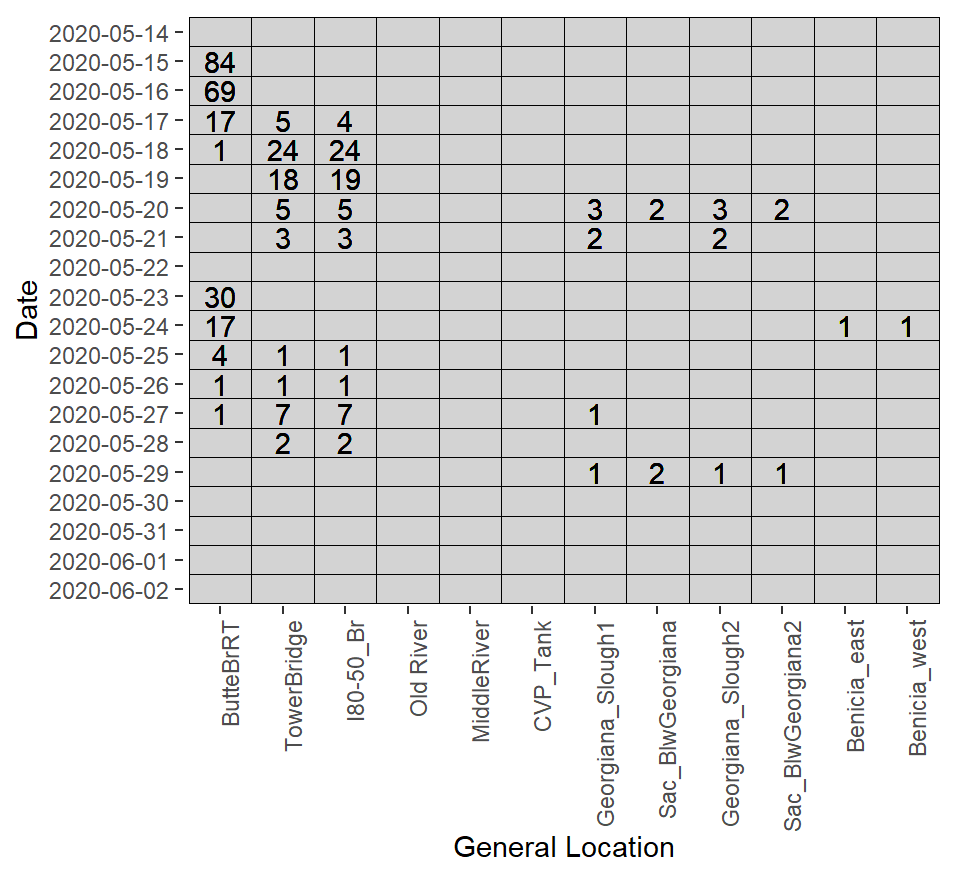 2020-05-14
2020-05-15 84
2020-05-16 69
2020-05-17 17 5 4
2020-05-18 1 24 24
2020-05-19 18 19
2020-05-20 5 5 3 2 3 2
2020-05-21 3 3 2 2
2020-05-22
2020-05-23 30
2020-05-24 17 1 1
2020-05-25 4 1 1
2020-05-26 1 1 1
2020-05-27 1 7 7 1
2020-05-28 2 2
2020-05-29 1 2 1 1
2020-05-30
2020-05-31
2020-06-01
2020-06-02
Date
ButteBrRT
TowerBridge
I80-50_Br
Old River
MiddleRiver
CVP_Tank
Georgiana_Slough1
Sac_BlwGeorgiana
Georgiana_Slough2
Sac_BlwGeorgiana2
Benicia_east
Benicia_west
General Location